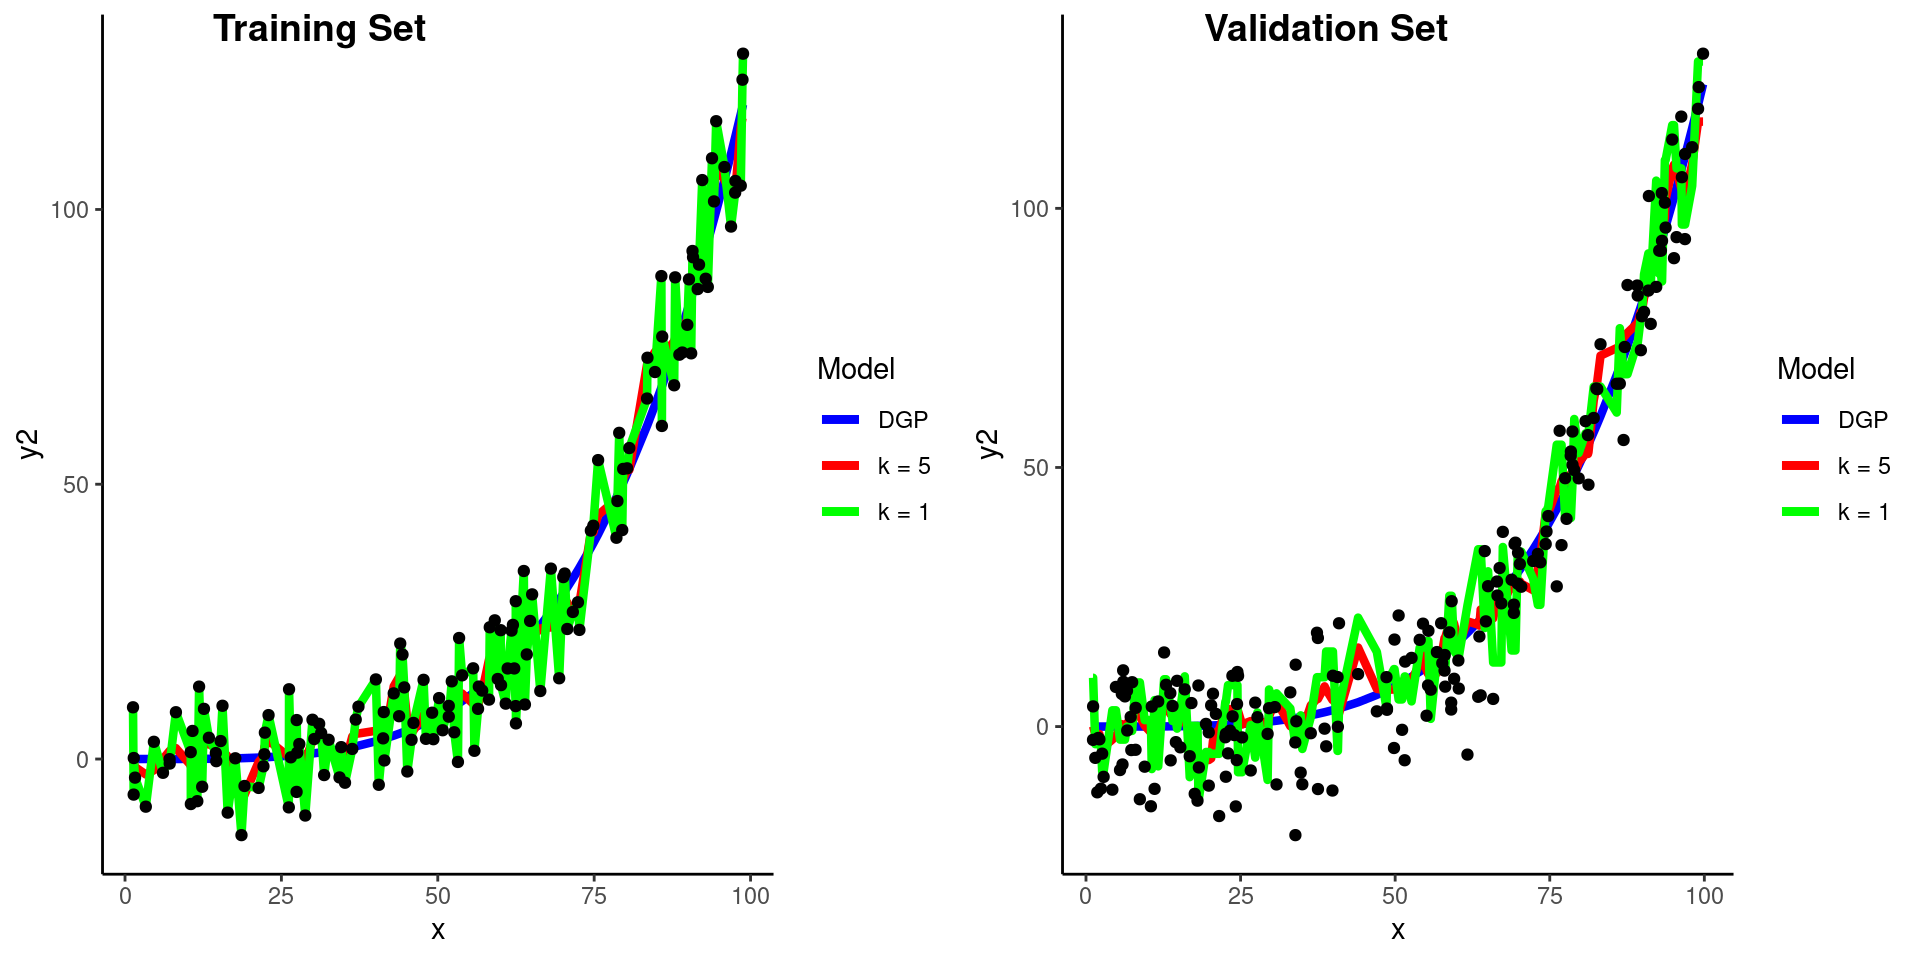 Training Set
y2
100
50
0
0 25 50 75 100
x
Model
DGP
k = 5
k = 1
Validation Set
y2
100
50
0
0 25 50 75 100
x
Model
DGP
k = 5
k = 1